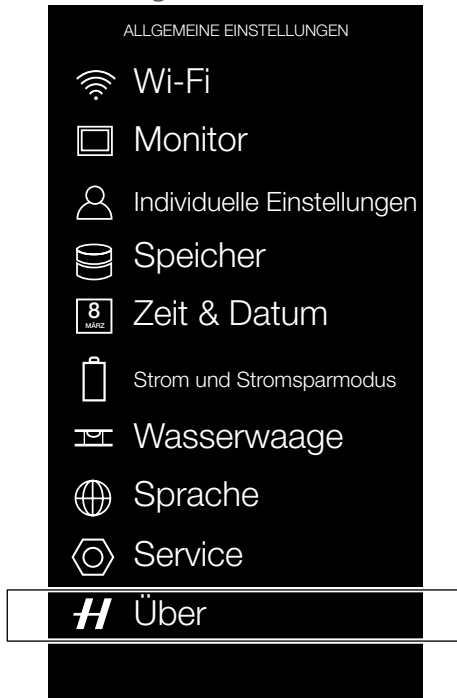 ALLGEMEINE EINSTELLUNGEN
Wi-Fi
Monitor
Individuelle Einstellungen
Speicher
8
MÄRZ
Zeit & Datum
Strom und Stromsparmodus
Wasserwaage
Sprache
Service
H Über